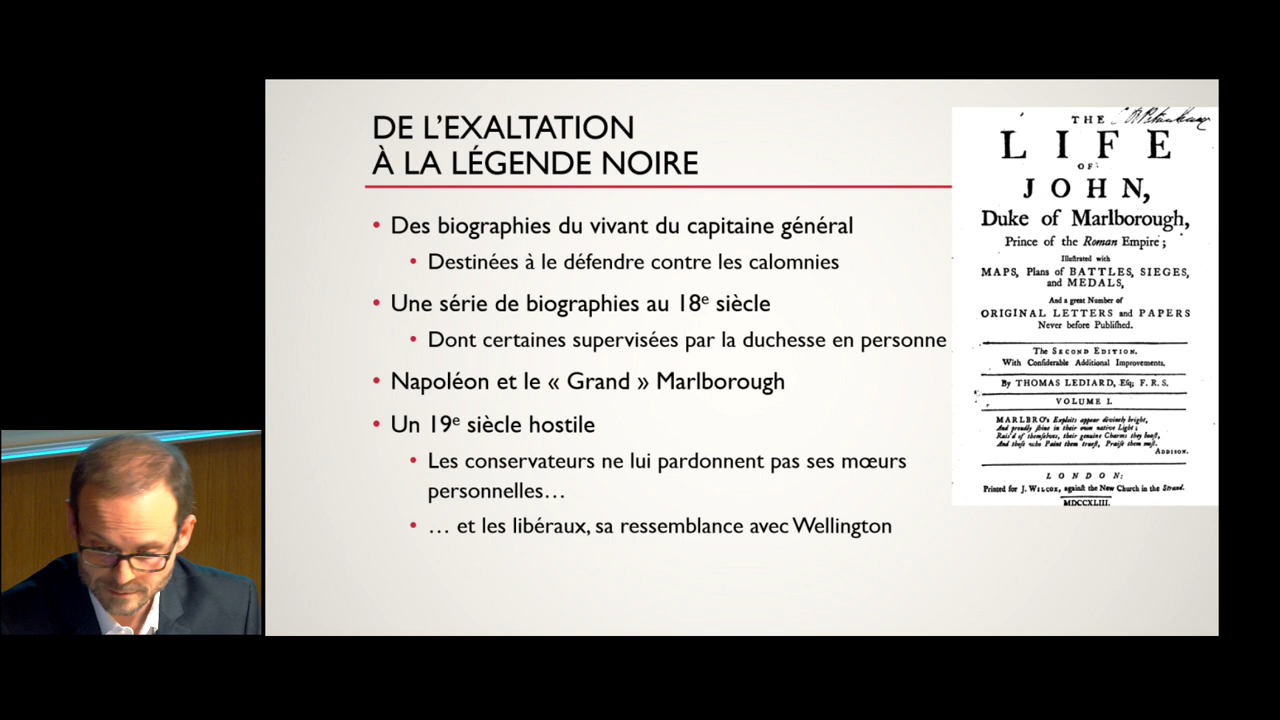 DE L’EXALTATION
À LA LÉGENDE NOIRE
• Des biographies du vivant du capitaine général
• Destinées à le défendre contre les calomnies
• Une série de biographies au 18e siècle
• Dont certaines supervisées par la duchesse en personne
• Napoléon et le « Grand » Marlborough
• Un 19e siècle hostile
• Les conservateurs ne lui pardonnent pas ses mœurs
personnelles…
• … et les libéraux, sa ressemblance avec Wellington
THE
LIFE
OF
JOHN,
Duke of Marlborough,
Prince of the Roman Empire;
Illustrated with
MAPS, Plans of BATTLES, SIEGES,
and MEDALS,
And a great Number of
ORIGINAL LETTERS and PAPERS
Never before Publiſhed.
The SECOND EDITION.
With Conſiderable Additional Improvements.
By THOMAS LEDIARD, Eſq; F. R. S.
VOLUME I.
MARLBRO's Exploits appear divinely bright,
And proudly ſhine in their own native Light;
Rais'd of themſelves, their genuine Charms they boaſt,
And thoſe who Paint them trueſt, Praiſe them moſt.
ADDISON.
LONDON:
Printed for J. WILCOX, againſt the New Church in the Strand.
MDCCXLIII.